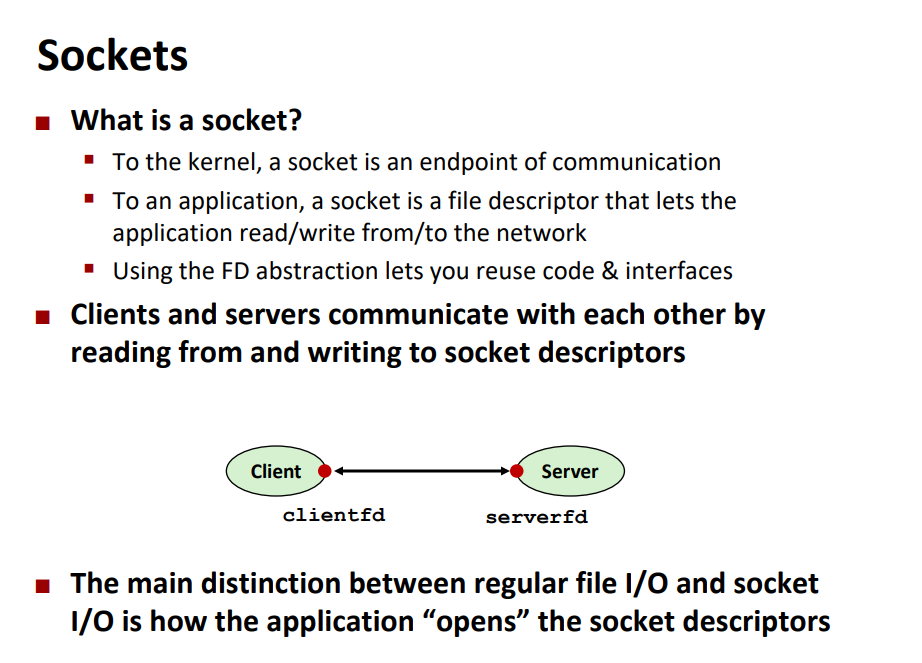 Sockets
What is a socket?
To the kernel, a socket is an endpoint of communication
To an application, a socket is a file descriptor that lets the
application read/write from/to the network
Using the FD abstraction lets you reuse code & interfaces
Clients and servers communicate with each other by
reading from and writing to socket descriptors
Client Server
clientfd serverfd
The main distinction between regular file I/O and socket
I/O is how the application “opens” the socket descriptors